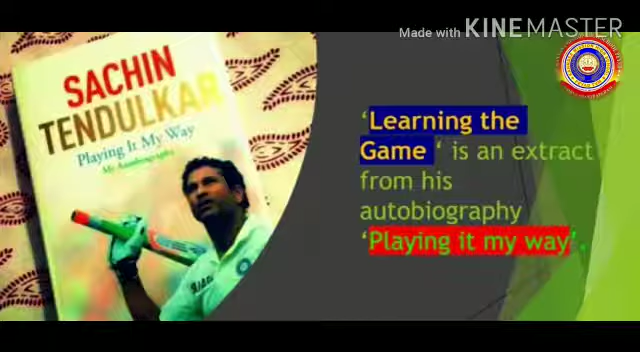 Made with KINEMASTER
SACHIN
TENDULKAR
Playing It My Way
My Autobiography
‘Learning the
Game ‘ is an extract
from his
autobiography
‘Playing it my way’.